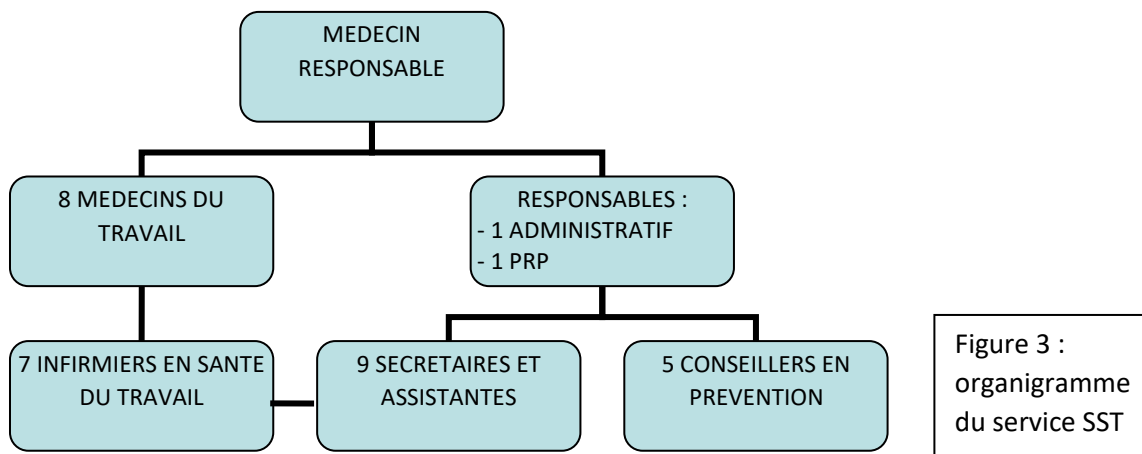 MEDECIN
RESPONSABLE
8 MEDECINS DU
TRAVAIL
RESPONSABLES :
- 1 ADMINISTRATIF
- 1 PRP
7 INFIRMIERS EN SANTE
DU TRAVAIL
9 SECRETAIRES ET
ASSISTANTES
5 CONSEILLERS EN
PREVENTION
Figure 3 :
organigramme
du service SST